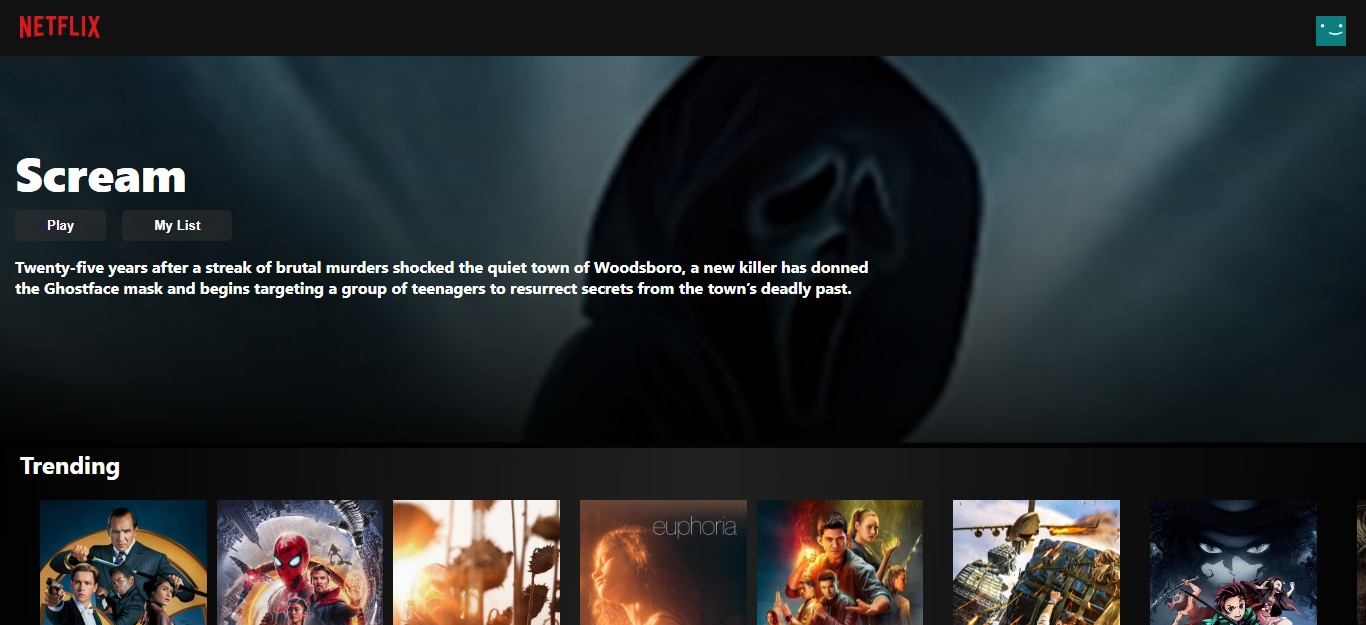 NETFLIX
Scream
Play
My List
Twenty-five years after a streak of brutal murders shocked the quiet town of Woodsboro, a new killer has donned
the Ghostface mask and begins targeting a group of teenagers to resurrect secrets from the town’s deadly past.
Trending
euphoria